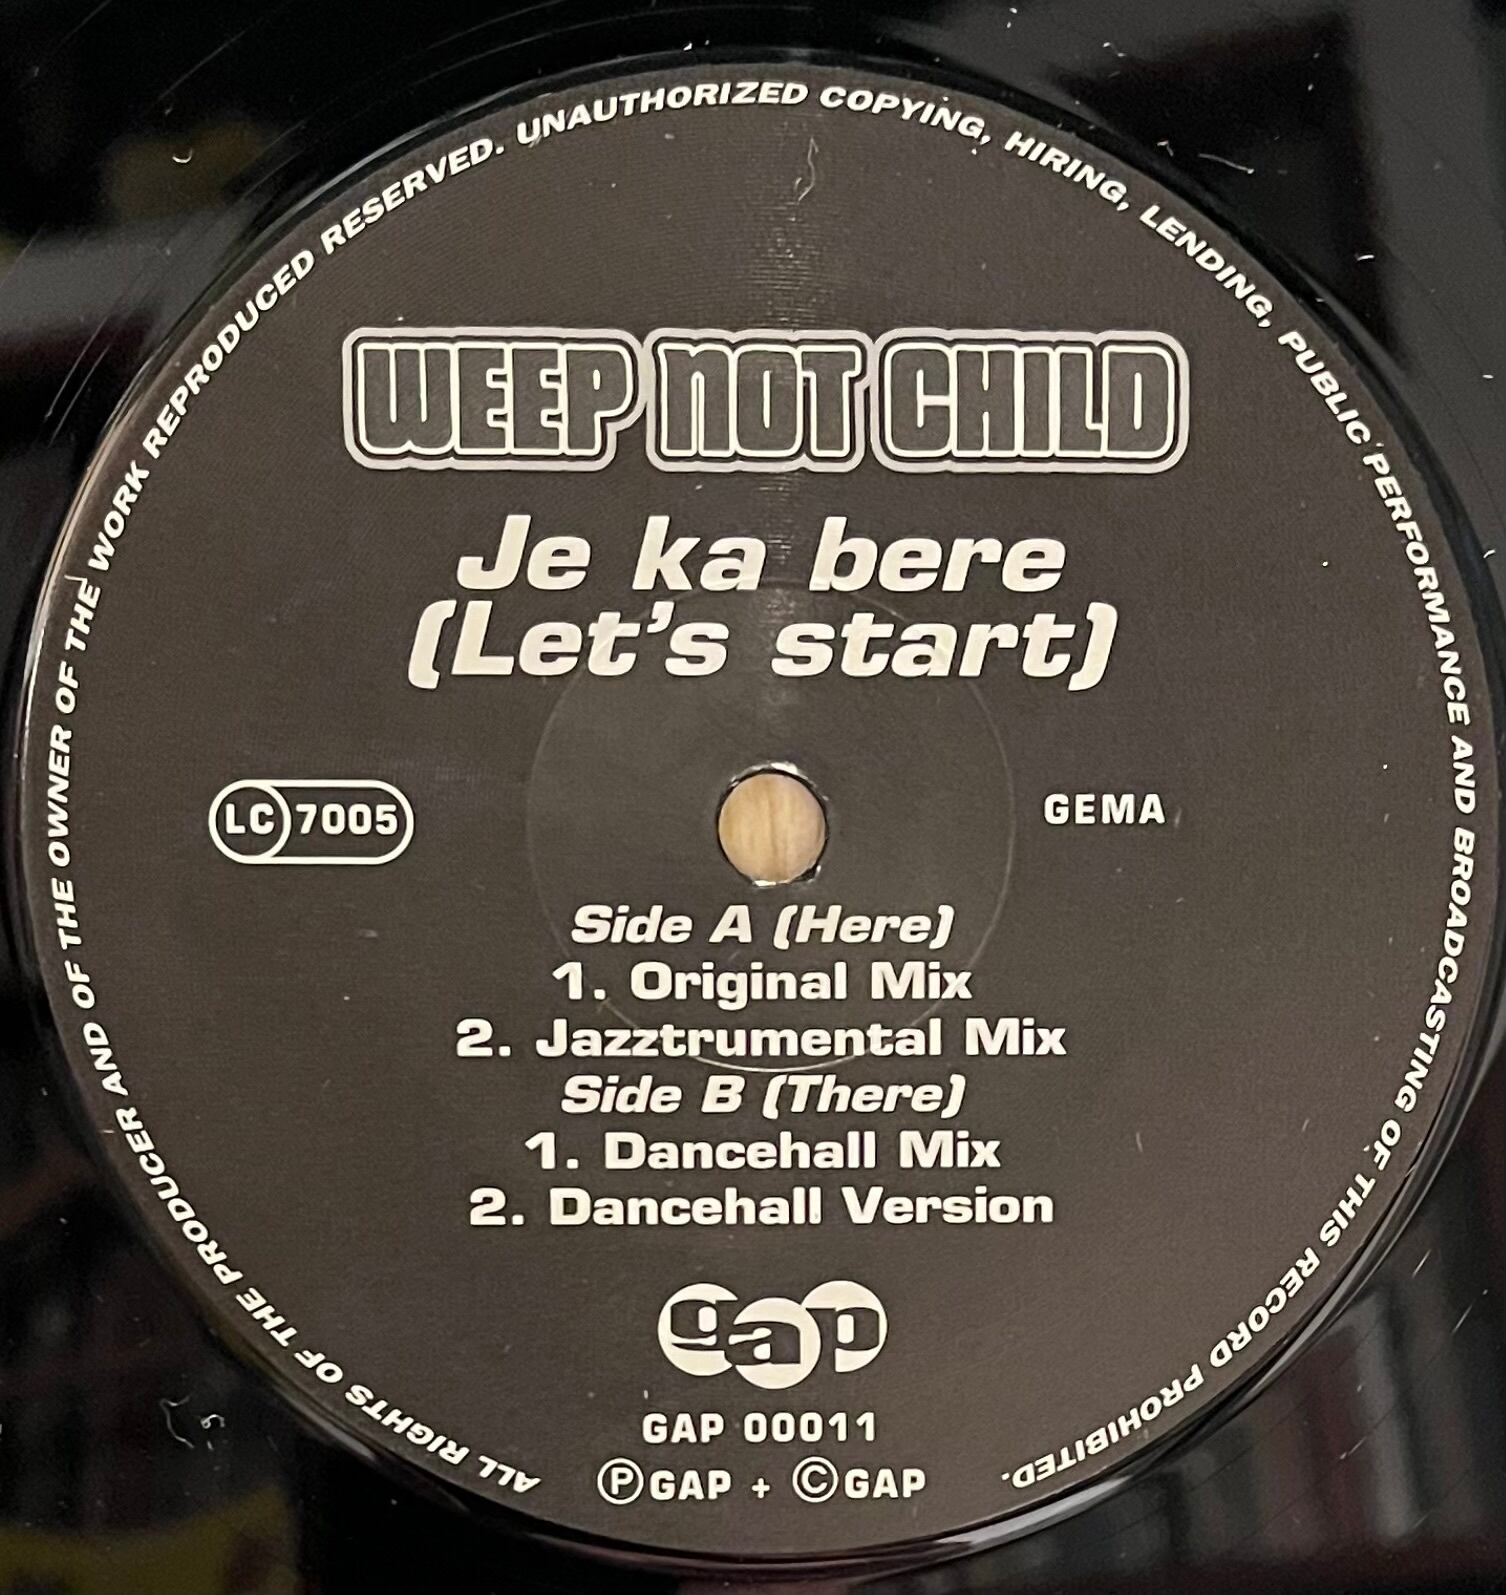 ALL RIGHTS OF THE PRODUCER AND OF THE OWNER OF THE WORK REPRODUCED RESERVED. UNAUTHORIZED COPYING, HIRING, LENDING, PUBLIC PERFORMANCE AND BROADCASTING OF THIS RECORD PROHIBITED.
WEEP NOT CHILD
Je ka bere
(Let's start)
LC 7005
GEMA
Side A (Here)
1. Original Mix
2. Jazztrumental Mix
Side B (There)
1. Dancehall Mix
2. Dancehall Version
gap
GAP 00011
ⓅGAP + ©GAP